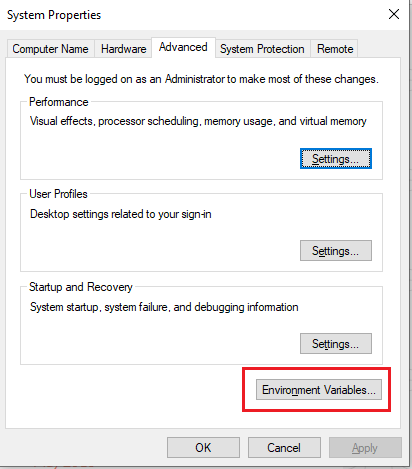 System Properties
Computer Name
Hardware
Advanced
System Protection
Remote
You must be logged on as an Administrator to make most of these changes.
Performance
Visual effects, processor scheduling, memory usage, and virtual memory
Settings...
User Profiles
Desktop settings related to your sign-in
Settings...
Startup and Recovery
System startup, system failure, and debugging information
Settings...
Environment Variables...
OK
Cancel
Apply